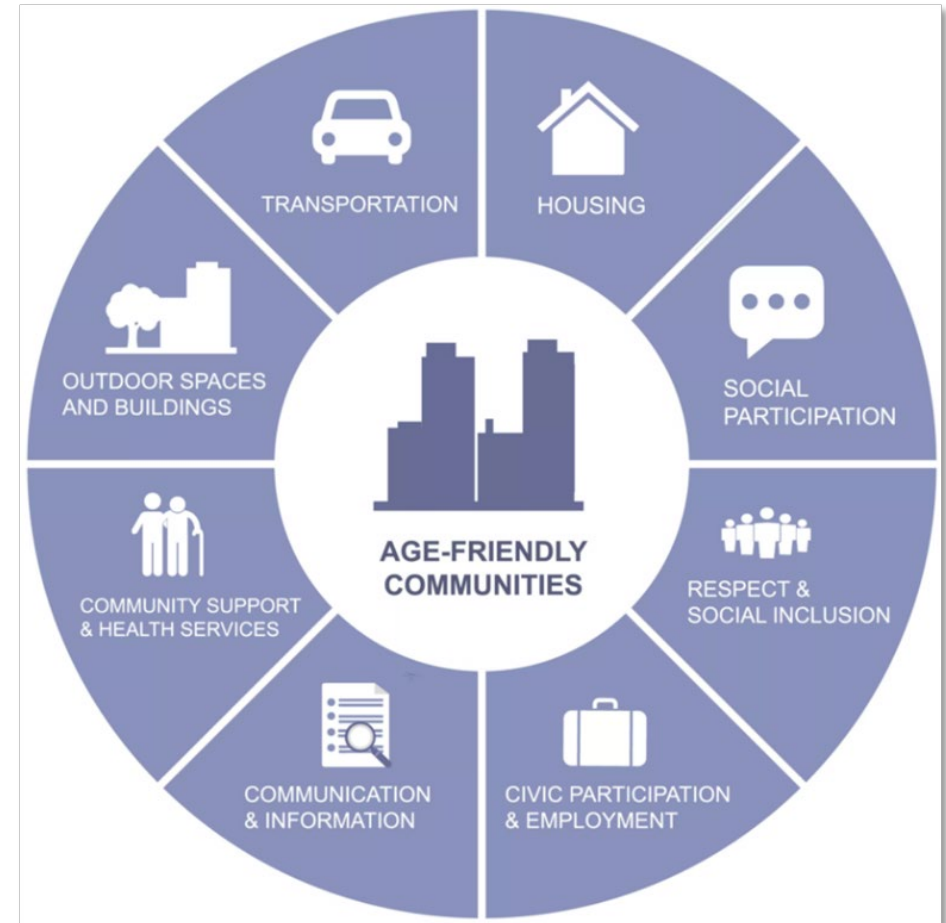 TRANSPORTATION
HOUSING
OUTDOOR SPACES
AND BUILDINGS
SOCIAL
PARTICIPATION
AGE-FRIENDLY
COMMUNITIES
COMMUNITY SUPPORT
& HEALTH SERVICES
RESPECT &
SOCIAL INCLUSION
COMMUNICATION
& INFORMATION
CIVIC PARTICIPATION
& EMPLOYMENT